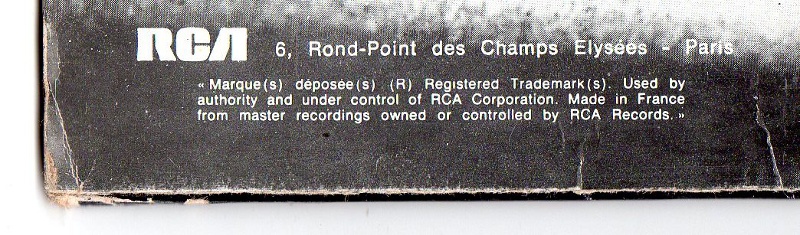 RCA 6, Rond-Point des Champs Elysées - Paris
« Marque(s) déposée(s) (R) Registered Trademark(s). Used by
authority and under control of RCA Corporation. Made in France
from master recordings owned or controlled by RCA Records. »